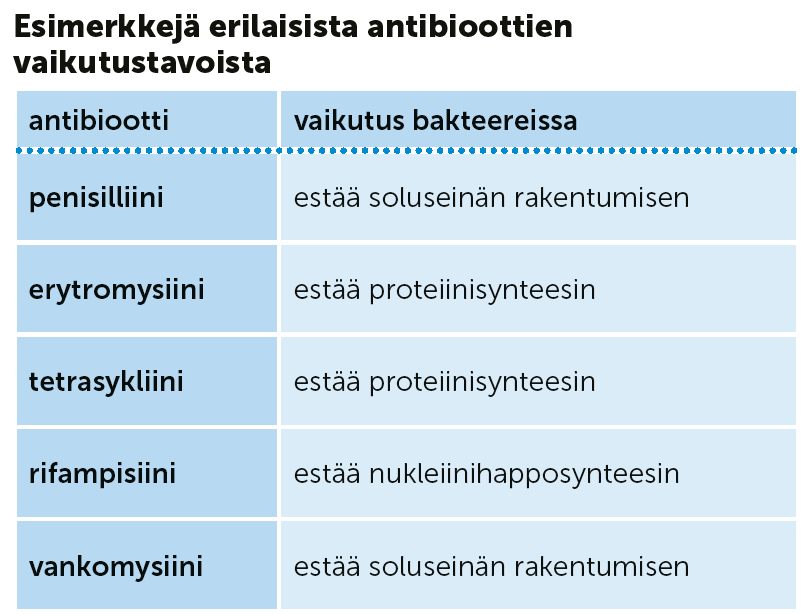 Esimerkkejä erilaisista antibioottien
vaikutustavoista
antibiootti vaikutus bakteereissa
penisilliini estää soluseinän rakentumisen
erytromysiini estää proteiinisynteesin
tetrasykliini estää proteiinisynteesin
rifampisiini estää nukleiinihapposynteesin
vankomysiini estää soluseinän rakentumisen